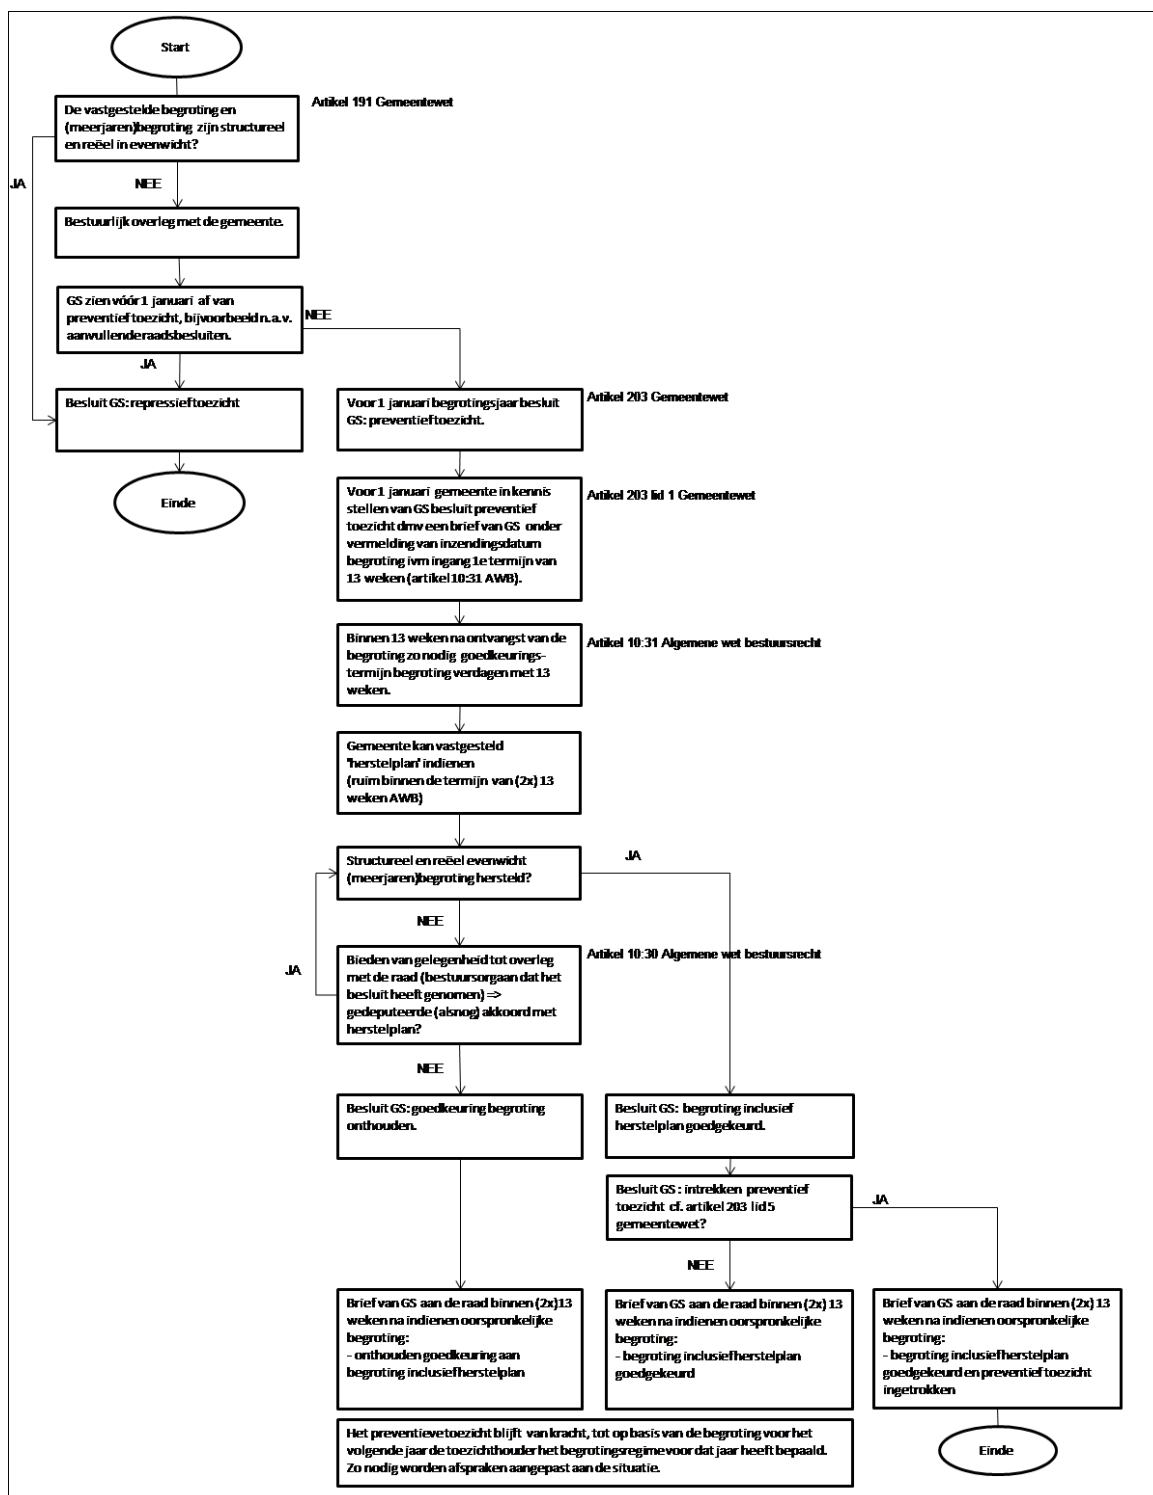 Start
De vastgestelde begroting en
(meerjaren)begroting zijn structureel
en reëel in evenwicht?
Artikel 191 Gemeentewet
JA
NEE
Bestuurlijk overleg met de gemeente.
GS zien vóór 1 januari af van
preventief toezicht, bijvoorbeeld n.a.v.
aanvullende raadsbesluiten.
NEE
JA
Besluit GS: repressief toezicht
Einde
Voor 1 januari begrotingsjaar besluit
GS: preventief toezicht.
Artikel 203 Gemeentewet
Voor 1 januari gemeente in kennis
stellen van GS besluit preventief
toezicht dmv een brief van GS onder
vermelding van inzendingsdatum
begroting ivm ingang 1e termijn van
13 weken (artikel 10:31 AWB).
Artikel 203 lid 1 Gemeentewet
Binnen 13 weken na ontvangst van de
begroting zo nodig goedkeurings-
termijn begroting verdagen met 13
weken.
Artikel 10:31 Algemene wet bestuursrecht
Gemeente kan vastgesteld
"herstelplan' indienen
(ruim binnen de termijn van (2x) 13
weken AWB)
Structureel en reëel evenwicht
(meerjaren)begroting hersteld?
JA
NEE
Bieden van gelegenheid tot overleg
met de raad (bestuursorgaan dat het
besluit heeft genomen) =>
gedeputeerde (alsnog) akkoord met
herstelplan?
Artikel 10:30 Algemene wet bestuursrecht
JA
NEE
Besluit GS: goedkeuring begroting
onthouden.
Besluit GS: begroting inclusief
herstelplan goedgekeurd.
Besluit GS : intrekken preventief
toezicht cf. artikel 203 lid 5
gemeentewet?
JA
NEE
Brief van GS aan de raad binnen (2x)13
weken na indienen oorspronkelijke
begroting:
- onthouden goedkeuring aan
begroting inclusief herstelplan
Brief van GS aan de raad binnen (2x) 13
weken na indienen oorspronkelijke
begroting:
- begroting inclusief herstelplan
goedgekeurd
Brief van GS aan de raad binnen (2x) 13
weken na indienen oorspronkelijke
begroting:
- begroting inclusief herstelplan
goedgekeurd en preventief toezicht
ingetrokken
Het preventieve toezicht blijft van kracht, tot op basis van de begroting voor het
volgende jaar de toezichthouder het begrotingsregime voor dat jaar heeft bepaald.
Zo nodig worden afspraken aangepast aan de situatie.
Einde